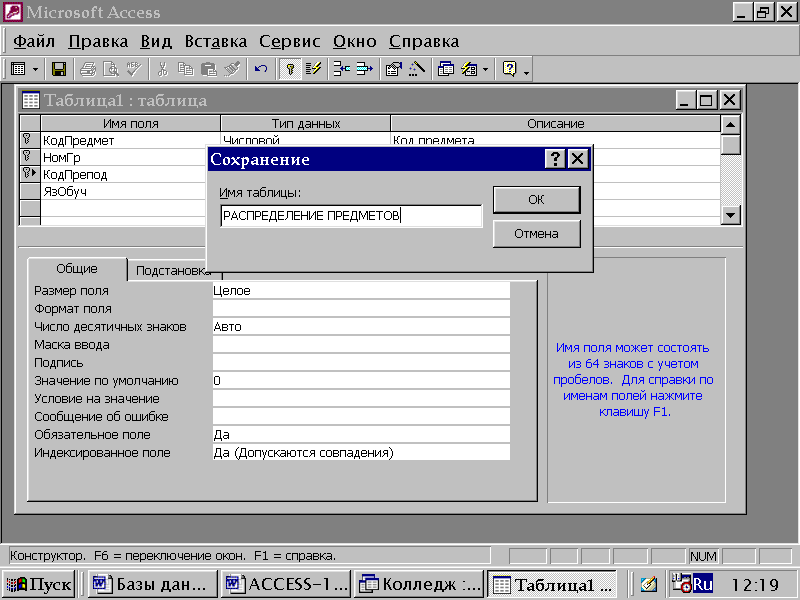 Microsoft Access
Файл Правка Вид Вставка Сервис Окно Справка
Таблица1 : таблица
Имя поля Тип данных Описание
КодПредмет Числовой Код предмета
НомГр
КодПрепод
ЯзОбуч
Сохранение
Имя таблицы:
РАСПРЕДЕЛЕНИЕ ПРЕДМЕТОВ
ОК
Отмена
Общие Подстановка
Размер поля Целое
Формат поля
Число десятичных знаков Авто
Маска ввода
Подпись
Значение по умолчанию 0
Условие на значение
Сообщение об ошибке
Обязательное поле Да
Индексированное поле Да (Допускаются совпадения)
Имя поля может состоять
из 64 знаков с учетом
пробелов. Для справки по
именам полей нажмите
клавишу F1.
Конструктор. F6 = переключение окон. F1 = справка. NUM
Пуск Базы дан... ACCESS-1... Колледж :... Таблица1 ... Ru 12:19